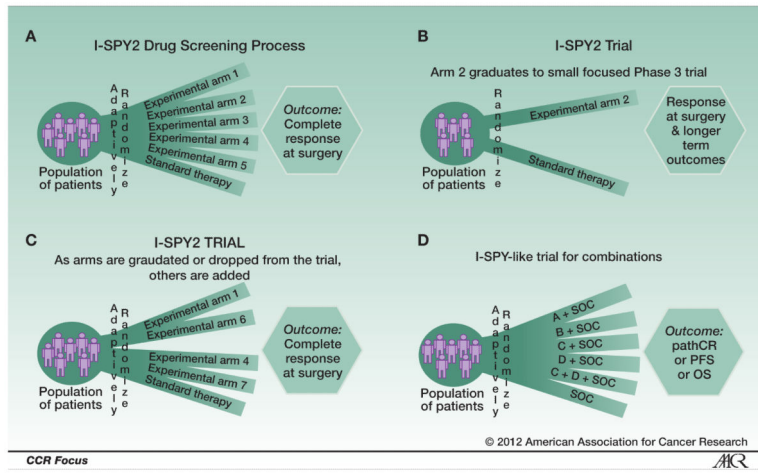 A
I-SPY2 Drug Screening Process
Adaptively
Randomize
Experimental arm 1
Experimental arm 2
Experimental arm 3
Experimental arm 4
Experimental arm 5
Standard therapy
Population
of patients
Outcome:
Complete
response
at surgery
B
I-SPY2 Trial
Arm 2 graduates to small focused Phase 3 trial
Randomize
Experimental arm 2
Standard therapy
Population
of patients
Response
at surgery
& longer
term
outcomes
C
I-SPY2 TRIAL
As arms are graudated or dropped from the trial,
others are added
Adaptively
Randomize
Experimental arm 1
Experimental arm 6
Experimental arm 4
Experimental arm 7
Standard therapy
Population
of patients
Outcome:
Complete
response
at surgery
D
I-SPY-like trial for combinations
Adaptively
Randomize
A + SOC
B + SOC
C + SOC
D + SOC
C + D + SOC
SOC
Population
of patients
Outcome:
pathCR
or PFS
or OS
© 2012 American Association for Cancer Research
CCR Focus
AACR